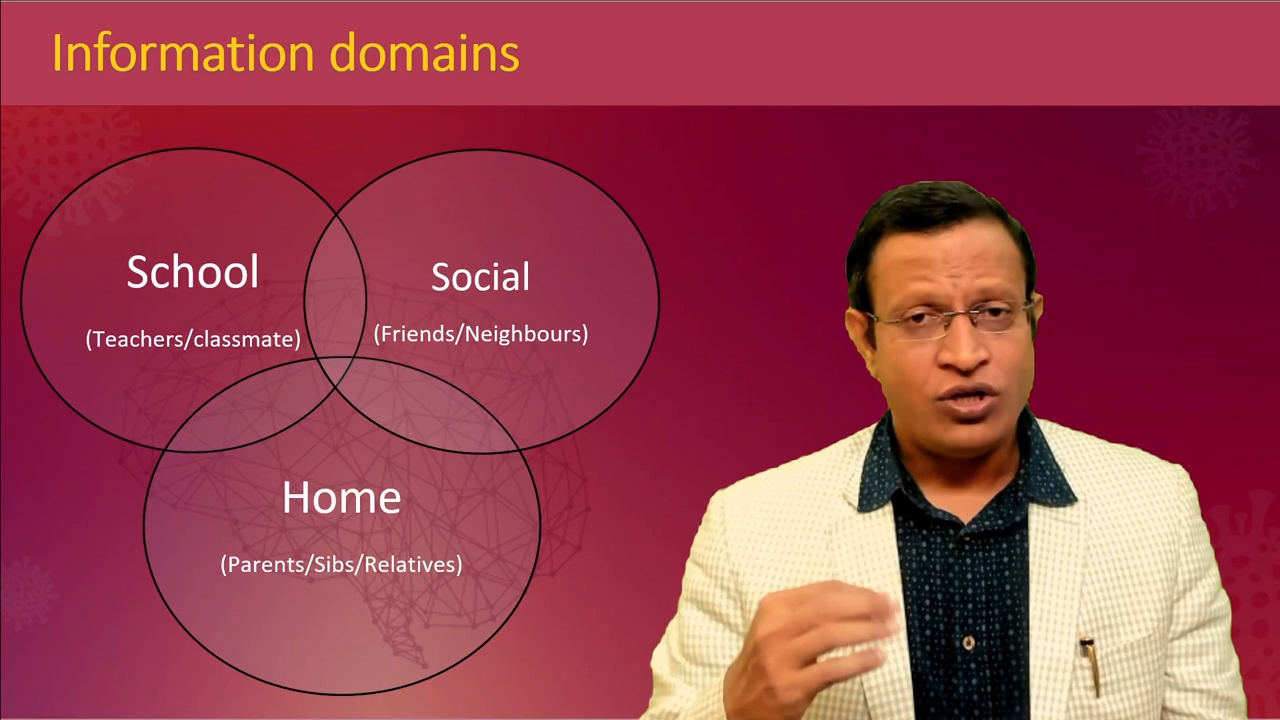 Information domains
School
(Teachers/classmate)
Social
(Friends/Neighbours)
Home
(Parents/Sibs/Relatives)